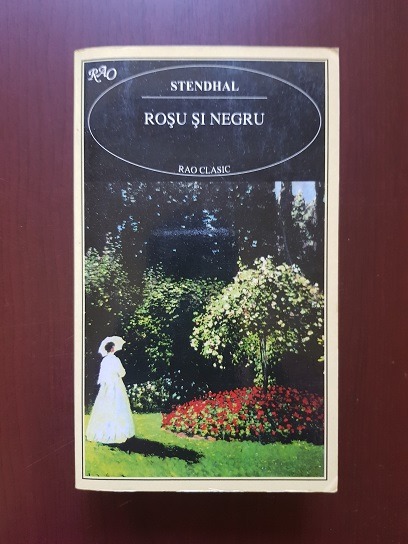 RAO
STENDHAL
ROŞU ŞI NEGRU
RAO CLASIC